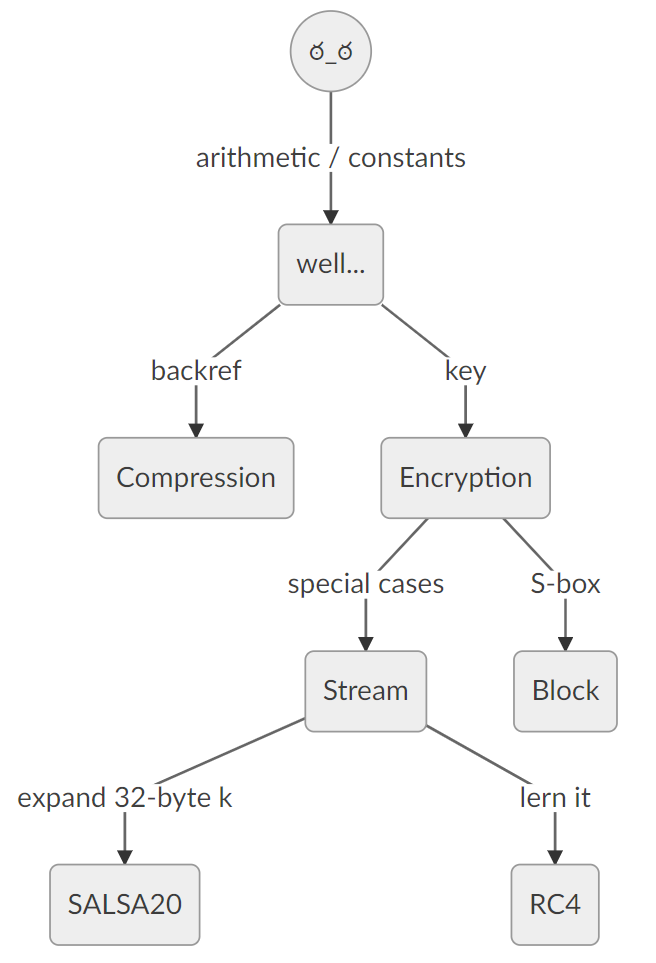 ಠ_ಠ
arithmetic / constants
well...
backref
key
Compression
Encryption
special cases
S-box
Stream
Block
expand 32-byte k
lern it
SALSA20
RC4